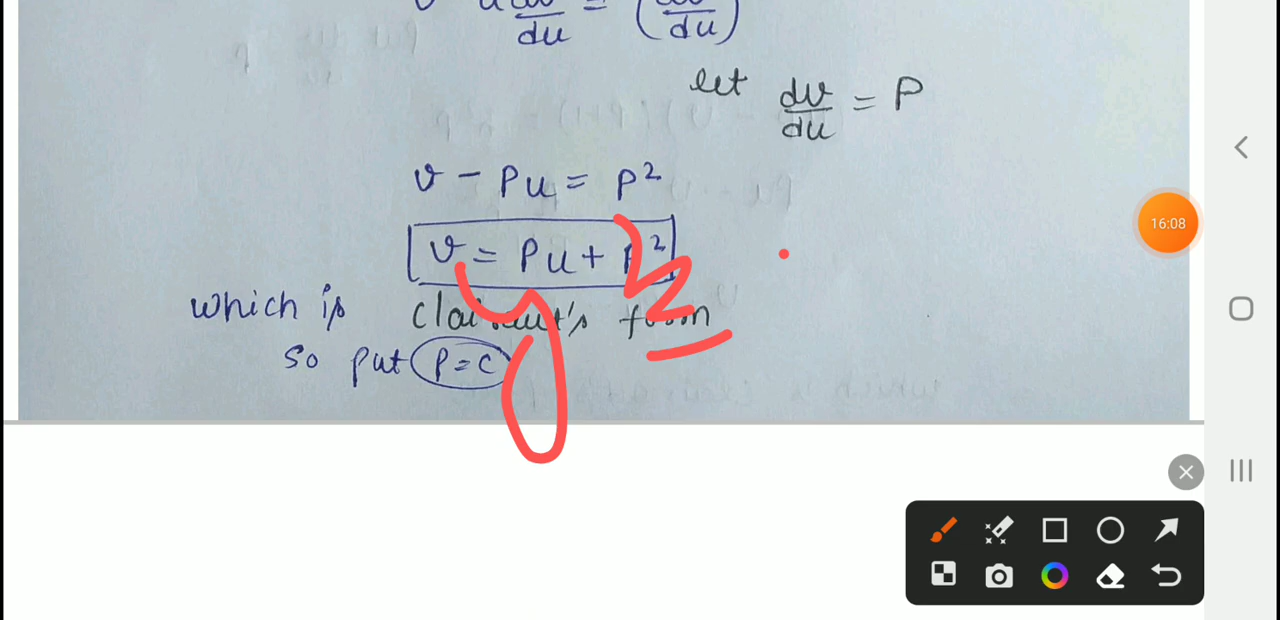 du du
let dv/du = P
v - Pu = P²
v = Pu + P²
which is clairaut's form
so put P=c
y
16:08